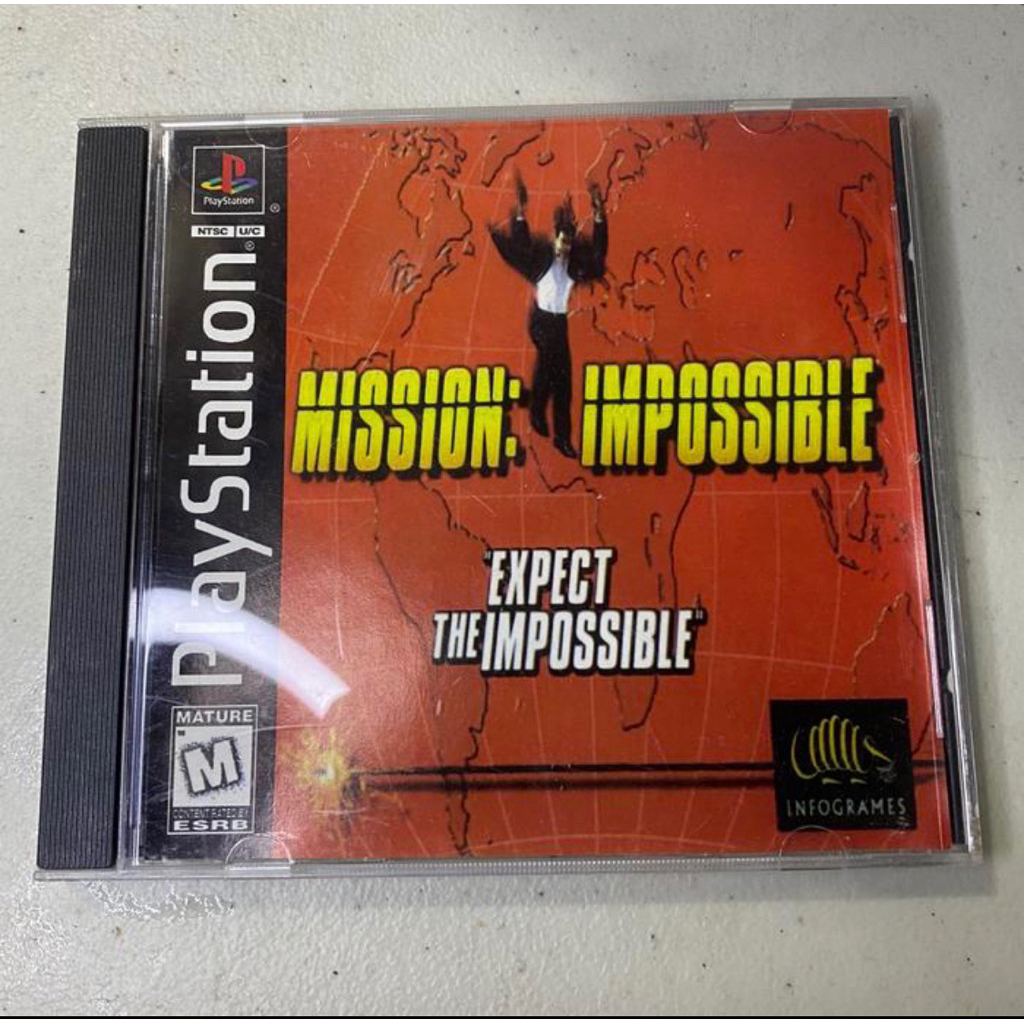 PlayStation
®
NTSC U/C
PlayStation®
MISSION: IMPOSSIBLE
"EXPECT
THE IMPOSSIBLE"
MATURE
M
CONTENT RATED BY
ESRB
INFOGRAMES